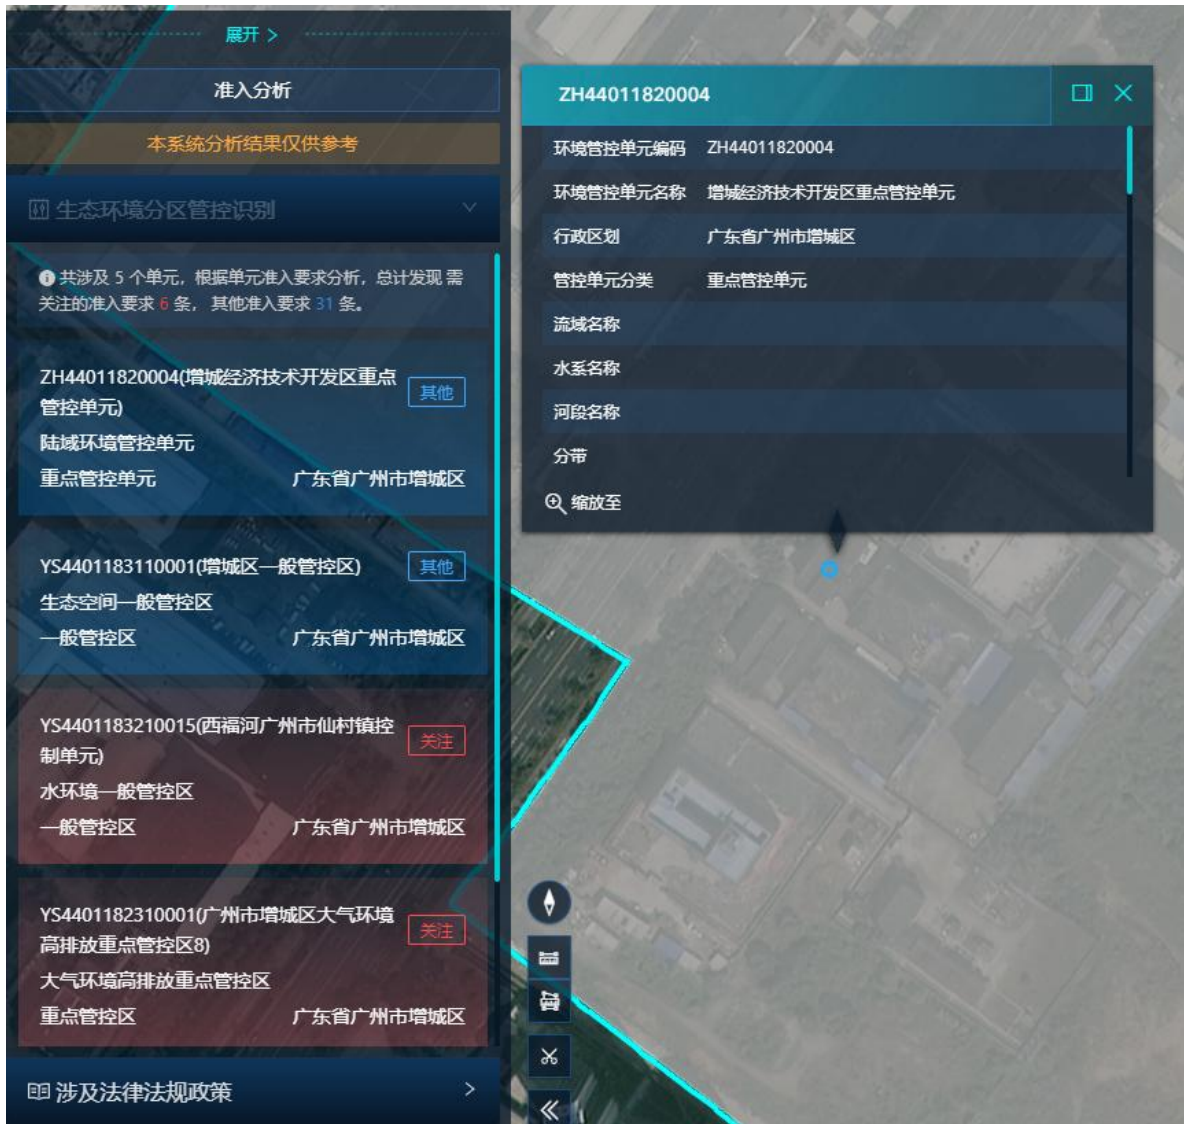 展开 >
准入分析
本系统分析结果仅供参考
生态环境分区管控识别
共涉及 5 个单元，根据单元准入要求分析，总计发现 需
关注的准入要求 6 条， 其他准入要求 31 条。
ZH44011820004(增城经济技术开发区重点
管控单元)
其他
陆域环境管控单元
重点管控单元 广东省广州市增城区
YS4401183110001(增城区一般管控区)
其他
生态空间一般管控区
一般管控区 广东省广州市增城区
YS4401183210015(西福河广州市仙村镇控
制单元)
关注
水环境一般管控区
一般管控区 广东省广州市增城区
YS4401182310001(广州市增城区大气环境
高排放重点管控区8)
关注
大气环境高排放重点管控区
重点管控区 广东省广州市增城区
涉及法律法规政策
ZH44011820004
环境管控单元编码 ZH44011820004
环境管控单元名称 增城经济技术开发区重点管控单元
行政区划 广东省广州市增城区
管控单元分类 重点管控单元
流域名称
水系名称
河段名称
分带
缩放至